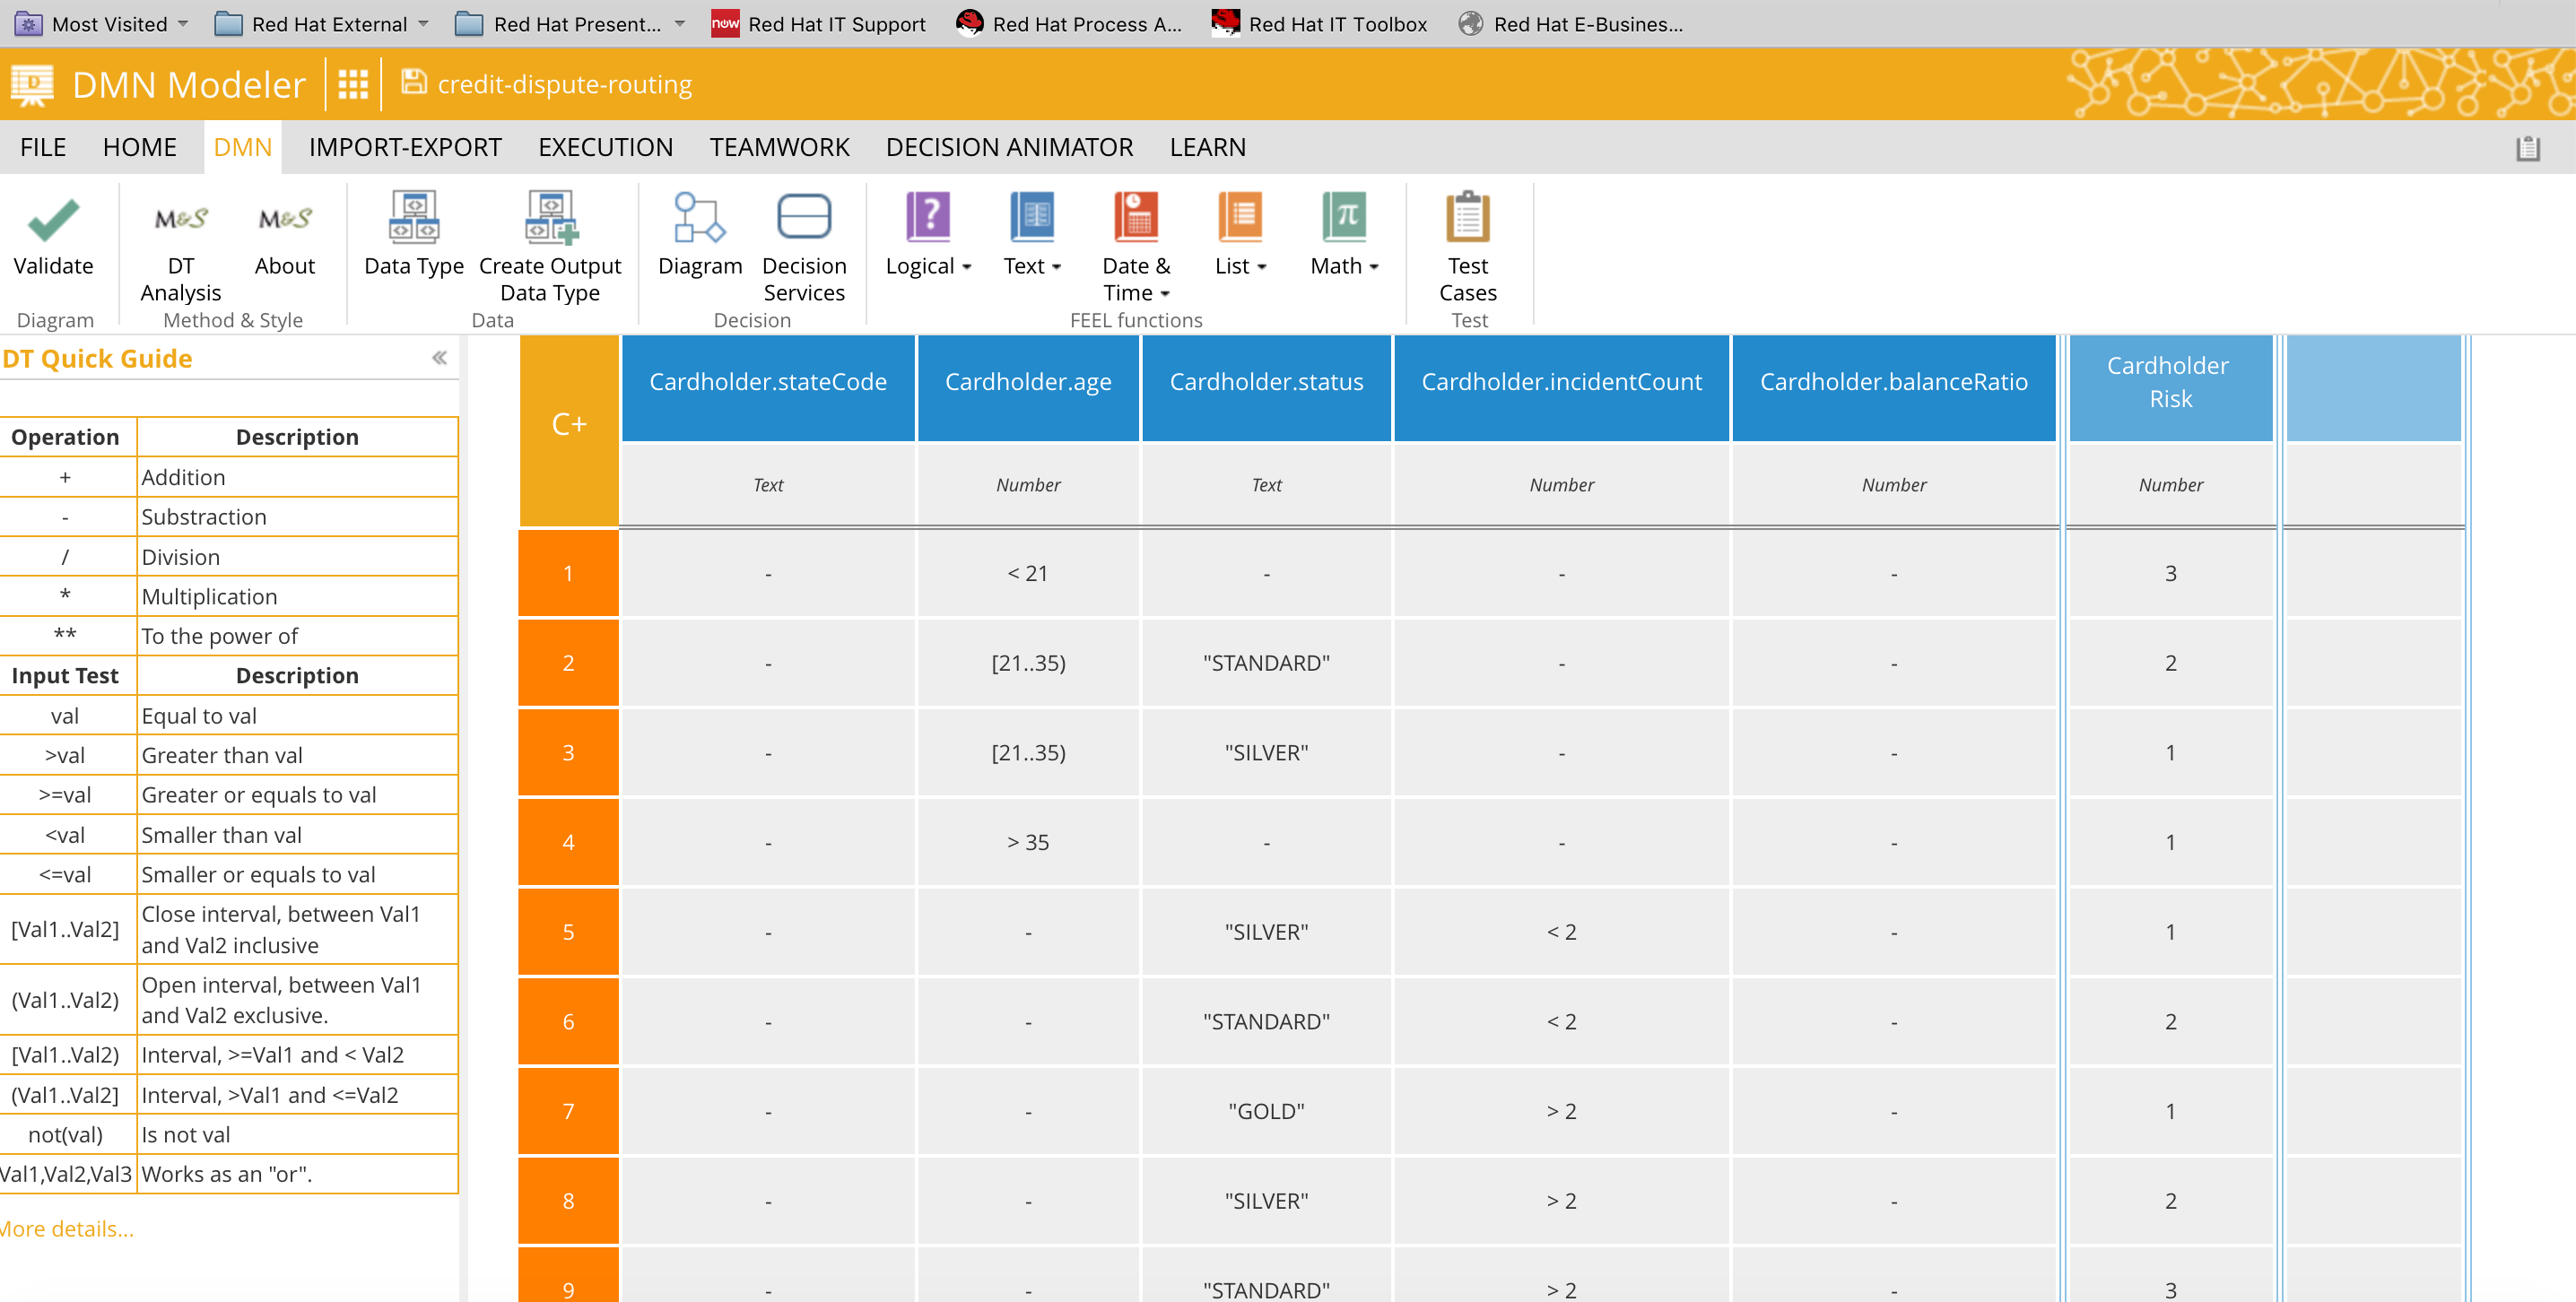 Most Visited Red Hat External Red Hat Present... now Red Hat IT Support Red Hat Process A... Red Hat IT Toolbox Red Hat E-Busines...
D DMN Modeler credit-dispute-routing
FILE HOME DMN IMPORT-EXPORT EXECUTION TEAMWORK DECISION ANIMATOR LEARN
M&S M&S ? π
Validate DT About Data Type Create Output Diagram Decision Logical Text Date & List Math Test
Analysis Data Type Services Time Cases
Diagram Method & Style Data Decision FEEL functions Test
DT Quick Guide «
Operation Description
+ Addition
- Substraction
/ Division
* Multiplication
** To the power of
Input Test Description
val Equal to val
>val Greater than val
>=val Greater or equals to val
<val Smaller than val
<=val Smaller or equals to val
[Val1..Val2] Close interval, between Val1
and Val2 inclusive
(Val1..Val2) Open interval, between Val1
and Val2 exclusive.
[Val1..Val2) Interval, >=Val1 and < Val2
(Val1..Val2] Interval, >Val1 and <=Val2
not(val) Is not val
Val1,Val2,Val3 Works as an "or".
More details...
C+ Cardholder.stateCode Cardholder.age Cardholder.status Cardholder.incidentCount Cardholder.balanceRatio Cardholder
Risk
Text Number Text Number Number Number
1 - < 21 - - - 3
2 - [21..35) "STANDARD" - - 2
3 - [21..35) "SILVER" - - 1
4 - > 35 - - - 1
5 - - "SILVER" < 2 - 1
6 - - "STANDARD" < 2 - 2
7 - - "GOLD" > 2 - 1
8 - - "SILVER" > 2 - 2
9 - - "STANDARD" > 2 - 3